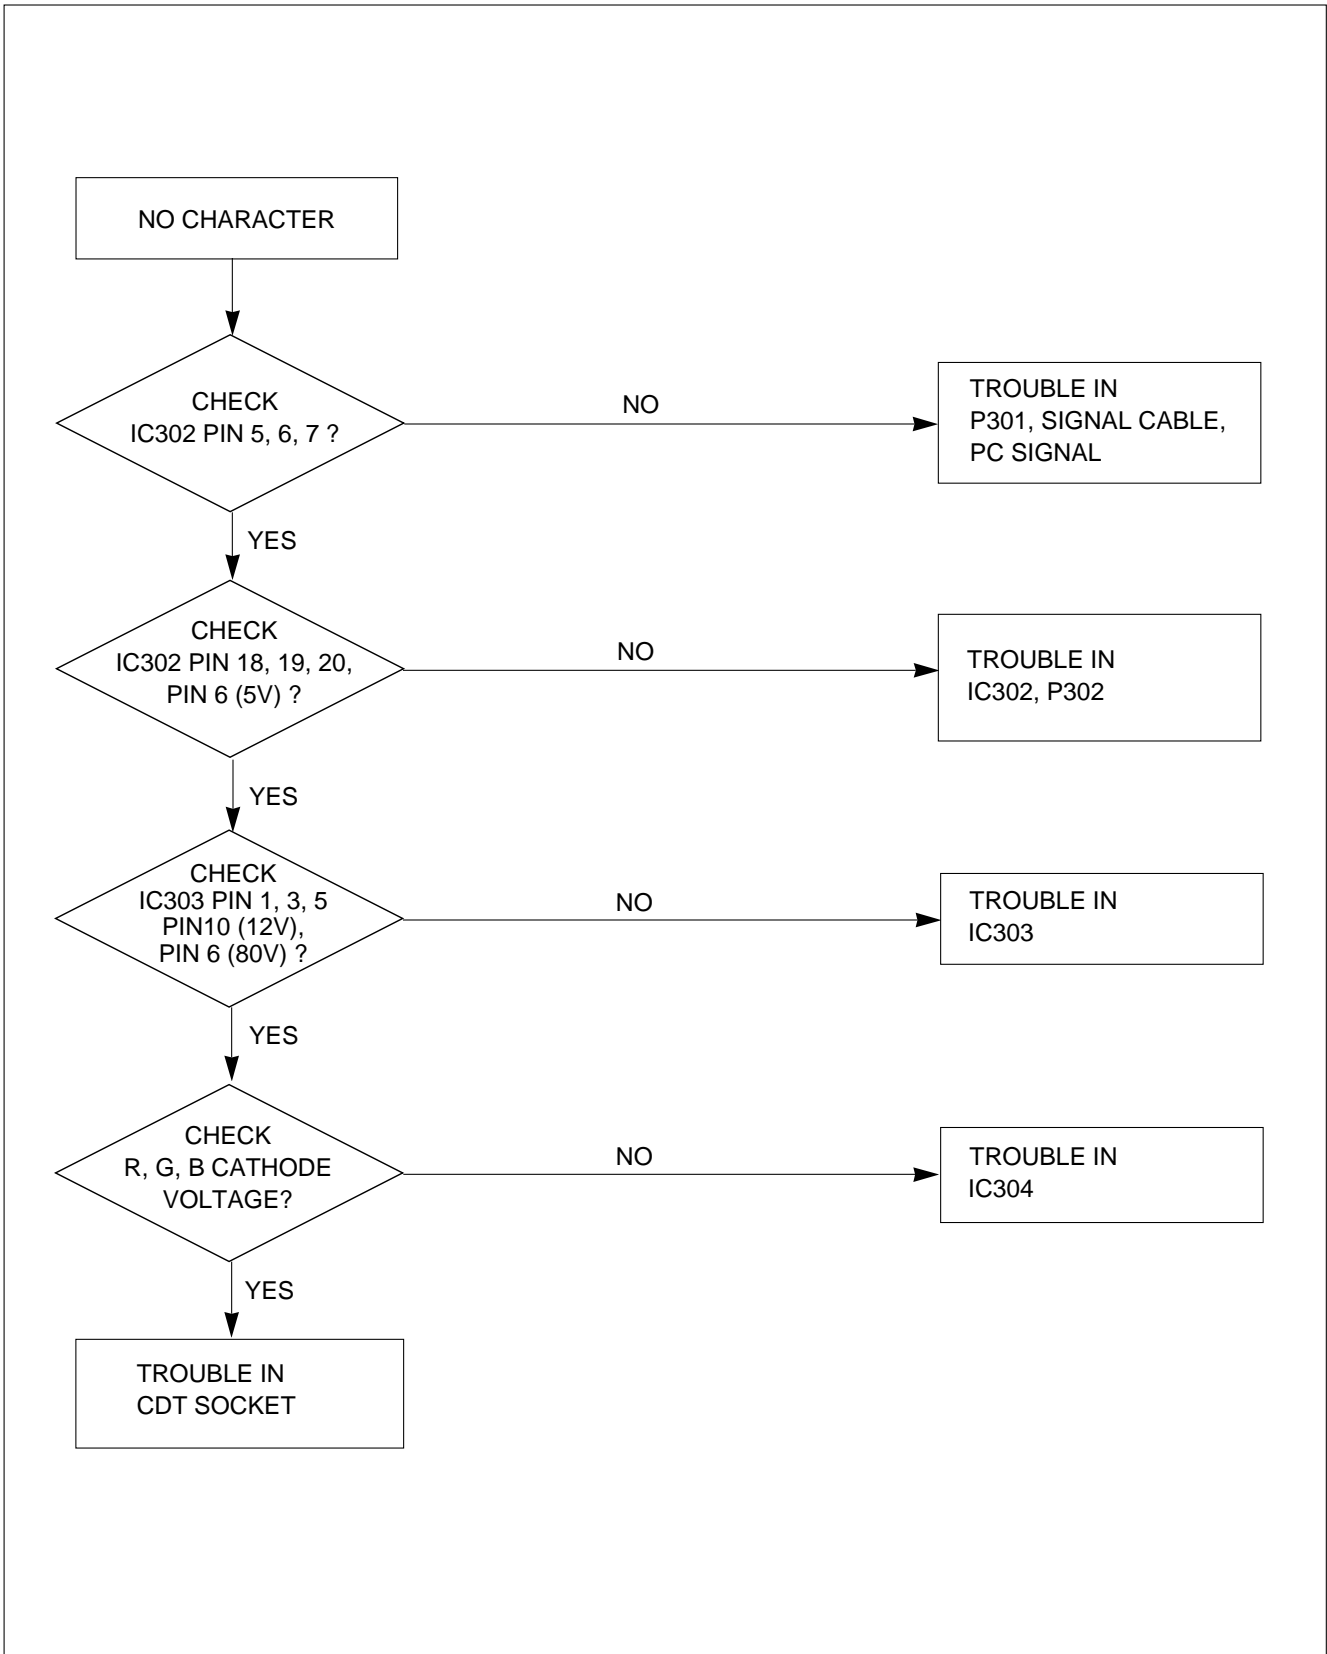 NO CHARACTER
CHECK
IC302 PIN 5, 6, 7 ?
NO
TROUBLE IN
P301, SIGNAL CABLE,
PC SIGNAL
YES
CHECK
IC302 PIN 18, 19, 20,
PIN 6 (5V) ?
NO
TROUBLE IN
IC302, P302
YES
CHECK
IC303 PIN 1, 3, 5
PIN10 (12V),
PIN 6 (80V) ?
NO
TROUBLE IN
IC303
YES
CHECK
R, G, B CATHODE
VOLTAGE?
NO
TROUBLE IN
IC304
YES
TROUBLE IN
CDT SOCKET